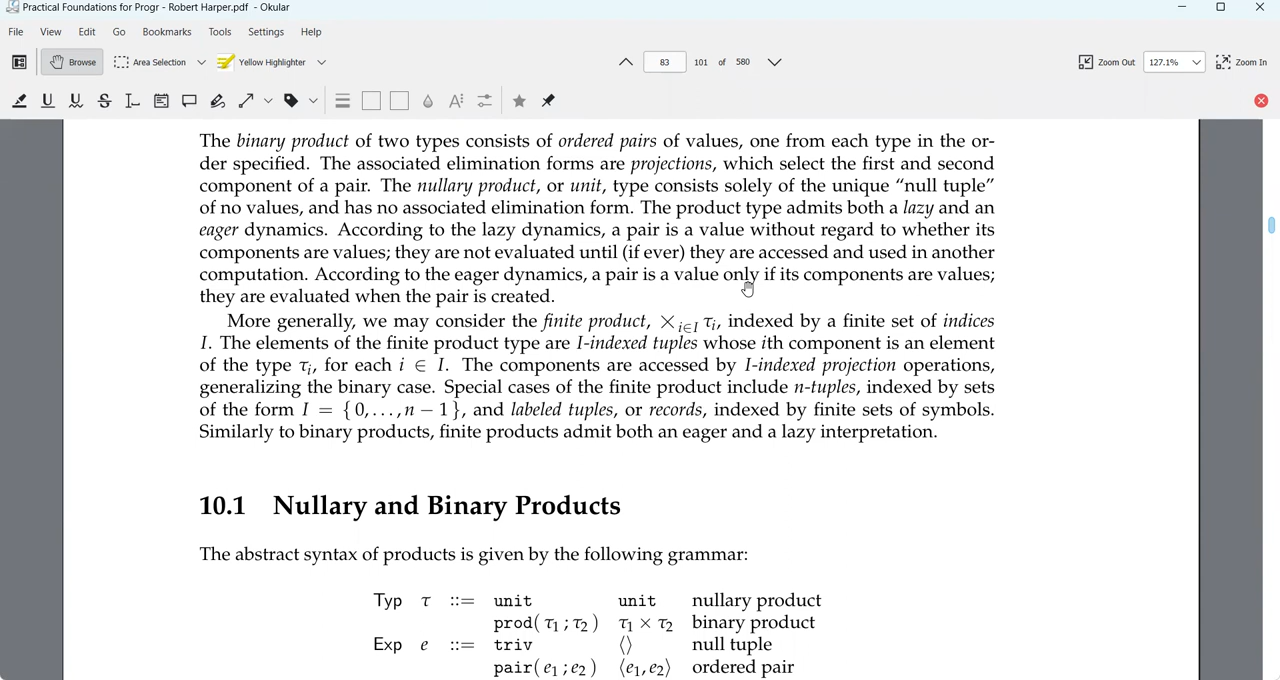 Practical Foundations for Progr - Robert Harper.pdf - Okular
File View Edit Go Bookmarks Tools Settings Help
Browse Area Selection Yellow Highlighter 83 101 of 580 Zoom Out 127.1% Zoom In
The binary product of two types consists of ordered pairs of values, one from each type in the or-
der specified. The associated elimination forms are projections, which select the first and second
component of a pair. The nullary product, or unit, type consists solely of the unique “null tuple”
of no values, and has no associated elimination form. The product type admits both a lazy and an
eager dynamics. According to the lazy dynamics, a pair is a value without regard to whether its
components are values; they are not evaluated until (if ever) they are accessed and used in another
computation. According to the eager dynamics, a pair is a value only if its components are values;
they are evaluated when the pair is created.
More generally, we may consider the finite product, ×i∈I τi, indexed by a finite set of indices
I. The elements of the finite product type are I-indexed tuples whose ith component is an element
of the type τi, for each i ∈ I. The components are accessed by I-indexed projection operations,
generalizing the binary case. Special cases of the finite product include n-tuples, indexed by sets
of the form I = {0,...,n − 1}, and labeled tuples, or records, indexed by finite sets of symbols.
Similarly to binary products, finite products admit both an eager and a lazy interpretation.
10.1 Nullary and Binary Products
The abstract syntax of products is given by the following grammar:
Typ τ ::= unit unit nullary product
prod(τ1;τ2) τ1 × τ2 binary product
Exp e ::= triv ⟨⟩ null tuple
pair(e1;e2) ⟨e1,e2⟩ ordered pair